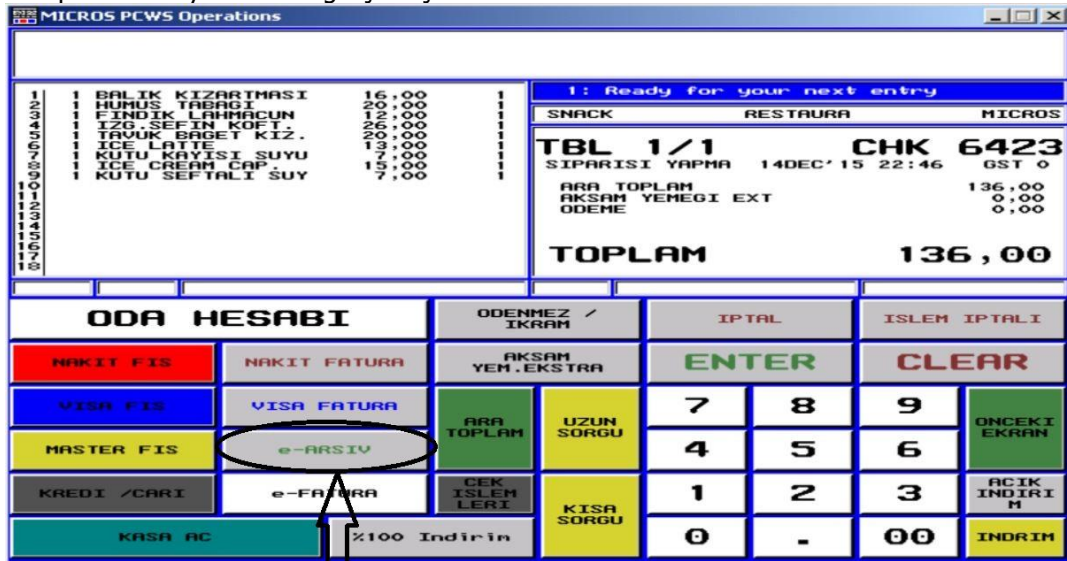 MICROS PCWS Operations
1 1 BALIK KIZARTMASI 16,00 1
2 1 HUMUS TABAGI 20,00 1
3 1 FINDIK LAHMACUN 12,00 1
4 1 IZG.SEFIN KOFT. 26,00 1
5 1 TAVUK BAGET KIZ. 20,00 1
6 1 ICE LATTE 13,00 1
7 1 KUTU KAYISI SUYU 7,00 1
8 1 ICE CREAM CAP. 15,00 1
9 1 KUTU SEFTALI SUY 7,00 1
10
11
12
13
14
15
16
17
18
1: Ready for your next entry
SNACK RESTAURA MICROS
TBL 1/1 CHK 6423
SIPARISI YAPMA 14DEC'15 22:46 GST 0
ARA TOPLAM 136,00
AKSAM YEMEGI EXT 0,00
ODEME 0,00
TOPLAM 136,00
ODA HESABI
ODENMEZ /
IKRAM
IPTAL
ISLEM IPTALI
NAKIT FIS
NAKIT FATURA
AKSAM
YEM.EKSTRA
ENTER
CLEAR
VISA FIS
VISA FATURA
ARA
TOPLAM
UZUN
SORGU
7
8
9
ONCEKI
EKRAN
MASTER FIS
e-ARSIV
4
5
6
KREDI /CARI
e-FATURA
CEK
ISLEM
LERI
KISA
SORGU
1
2
3
ACIK
INDIRI
M
KASA AC
%100 Indirim
0
.
00
INDRIM